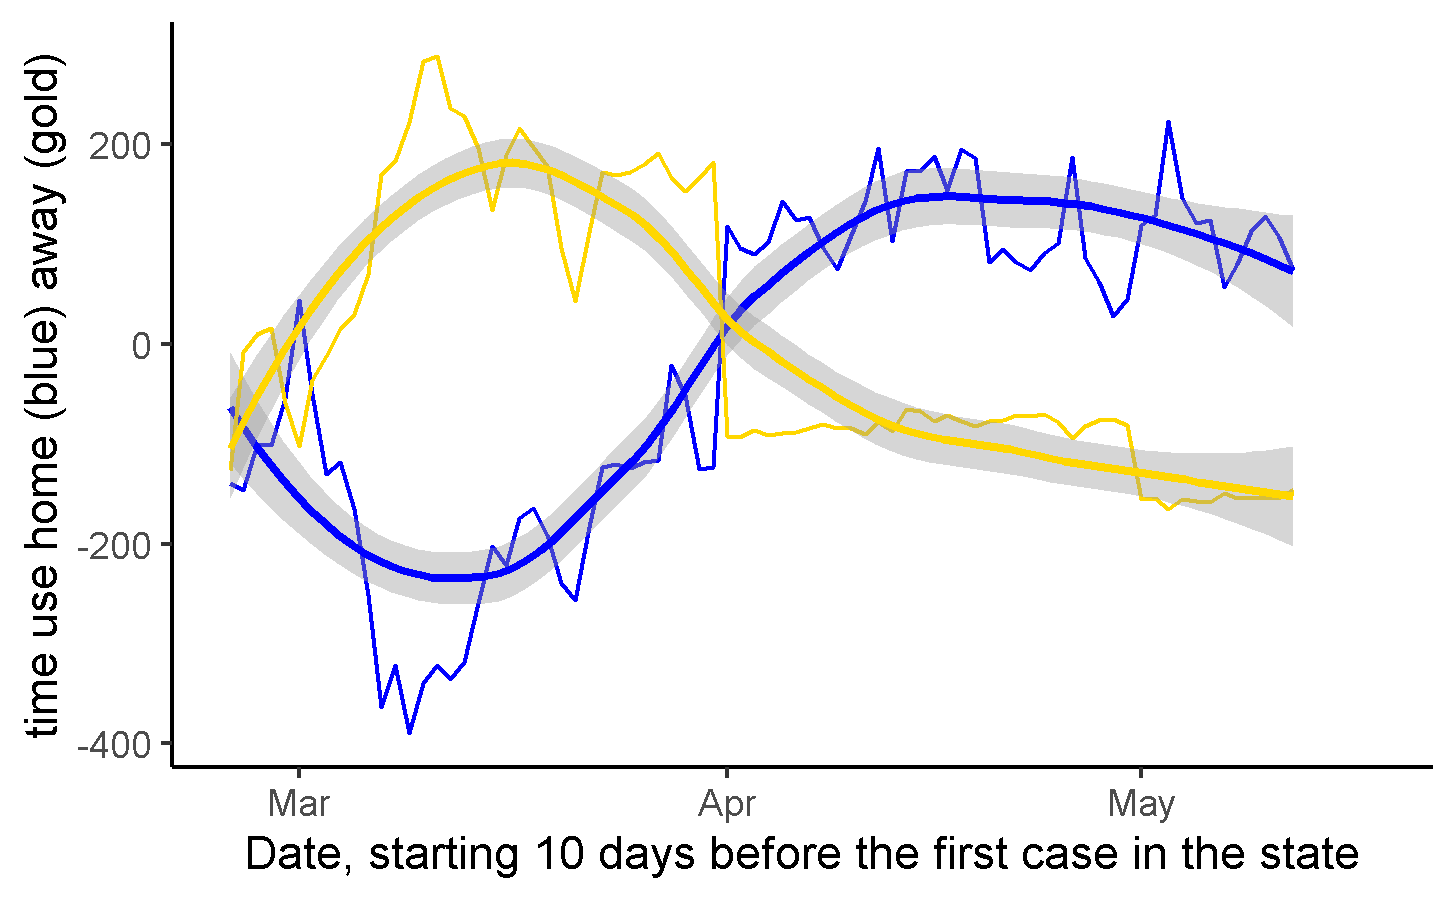 time use home (blue) away (gold)
200
0
-200
-400
Mar
Apr
May
Date, starting 10 days before the first case in the state